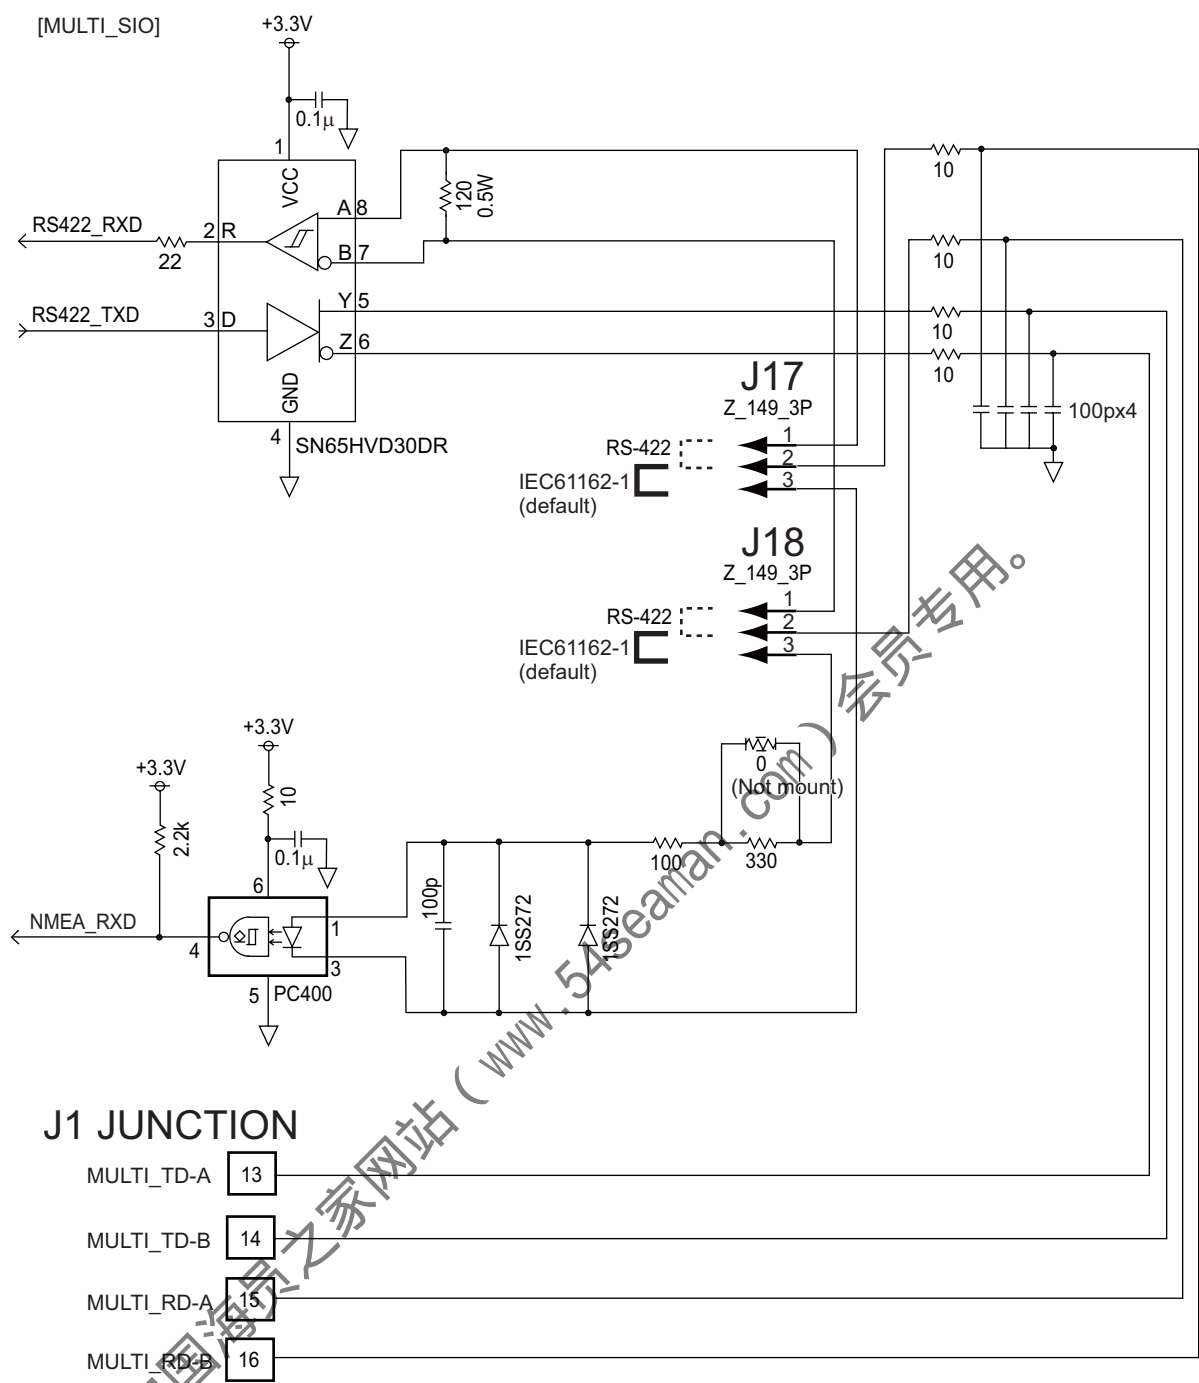 [MULTI_SIO]
+3.3V
0.1μ
1
VCC
A 8
120
0.5W
10
RS422_RXD
2 R
22
B 7
10
RS422_TXD
3 D
Y 5
10
Z 6
10
GND
4
SN65HVD30DR
J17
Z_149_3P
100px4
RS-422
1
2
IEC61162-1
3
(default)
J18
Z_149_3P
RS-422
1
2
IEC61162-1
3
(default)
+3.3V
+3.3V
10
2.2k
0.1μ
0
(Not mount)
100
330
6
100p
1SS272
1SS272
NMEA_RXD
4
1
3
5
PC400
J1 JUNCTION
MULTI_TD-A 13
MULTI_TD-B 14
MULTI_RD-A 15
MULTI_RD-B 16
国海员之家网站（www.54seaman.com）会员专用。